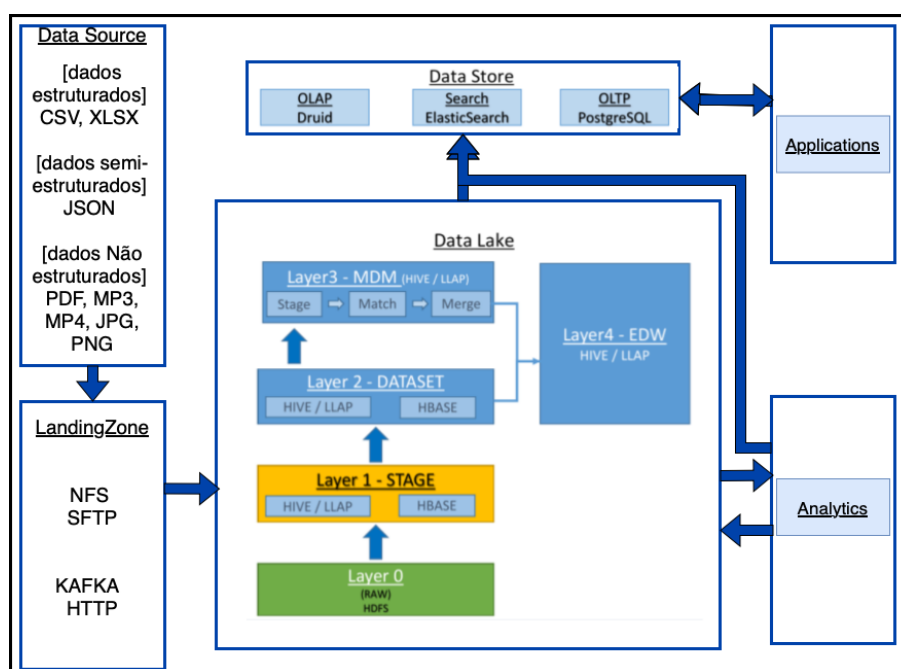 Data Source
[dados
estruturados]
CSV, XLSX
[dados semi-
estruturados]
JSON
[dados Não
estruturados]
PDF, MP3,
MP4, JPG,
PNG
LandingZone
NFS
SFTP
KAFKA
HTTP
Data Store
OLAP
Druid
Search
ElasticSearch
OLTP
PostgreSQL
Data Lake
Layer3 - MDM (HIVE / LLAP)
Stage
Match
Merge
Layer4 - EDW
HIVE / LLAP
Layer 2 - DATASET
HIVE / LLAP
HBASE
Layer 1 - STAGE
HIVE / LLAP
HBASE
Layer 0
(RAW)
HDFS
Applications
Analytics